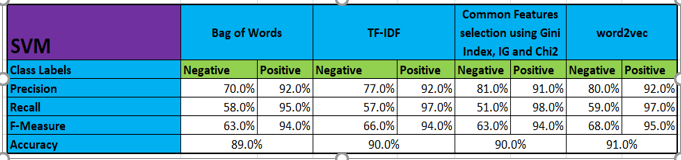 SVM Bag of Words TF-IDF Common Features selection using Gini Index, IG and Chi2 word2vec
Class Labels Negative Positive Negative Positive Negative Positive Negative Positive
Precision 70.0% 92.0% 77.0% 92.0% 81.0% 91.0% 80.0% 92.0%
Recall 58.0% 95.0% 57.0% 97.0% 51.0% 98.0% 59.0% 97.0%
F-Measure 63.0% 94.0% 66.0% 94.0% 63.0% 94.0% 68.0% 95.0%
Accuracy 89.0% 90.0% 90.0% 91.0%